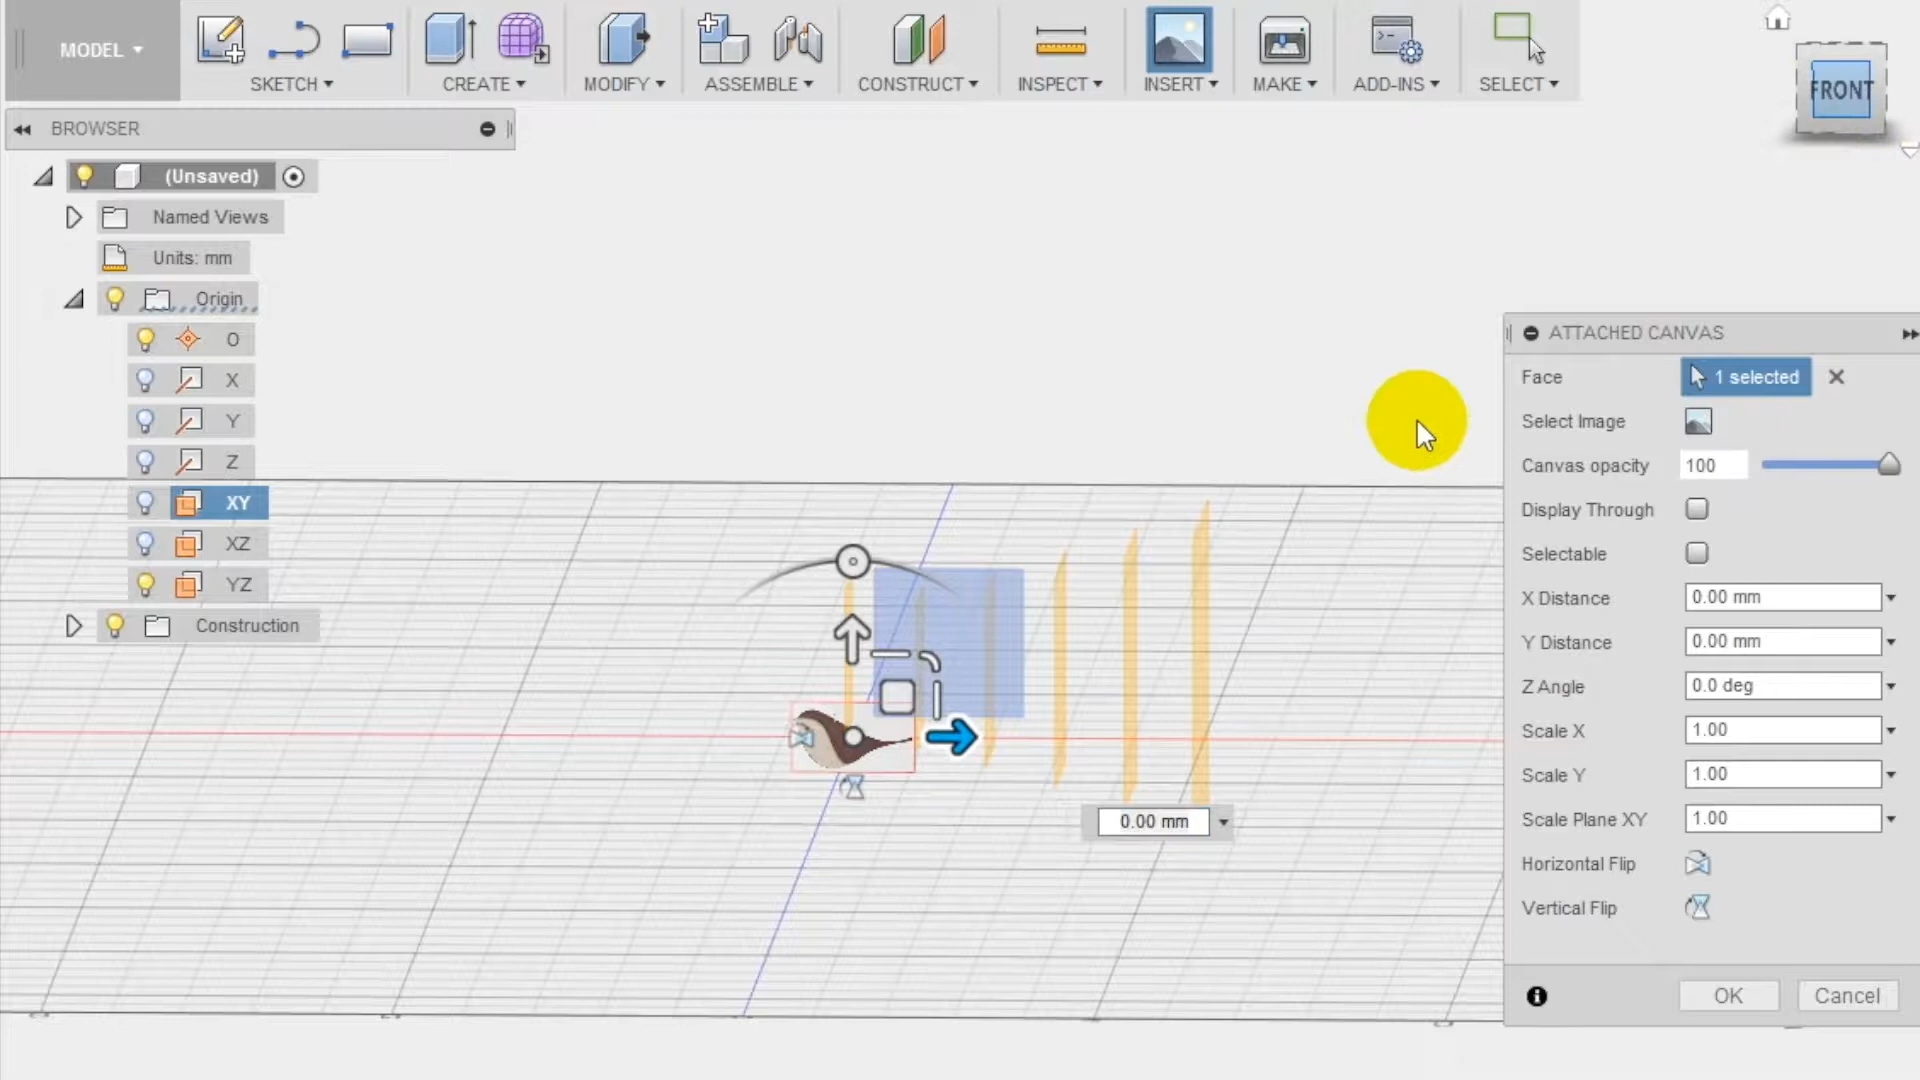 MODEL
SKETCH
CREATE
MODIFY
ASSEMBLE
CONSTRUCT
INSPECT
INSERT
MAKE
ADD-INS
SELECT
FRONT
BROWSER
(Unsaved)
Named Views
Units: mm
Origin
O
X
Y
Z
XY
XZ
YZ
Construction
0.00 mm
ATTACHED CANVAS
Face 1 selected
Select Image
Canvas opacity 100
Display Through
Selectable
X Distance 0.00 mm
Y Distance 0.00 mm
Z Angle 0.0 deg
Scale X 1.00
Scale Y 1.00
Scale Plane XY 1.00
Horizontal Flip
Vertical Flip
OK Cancel